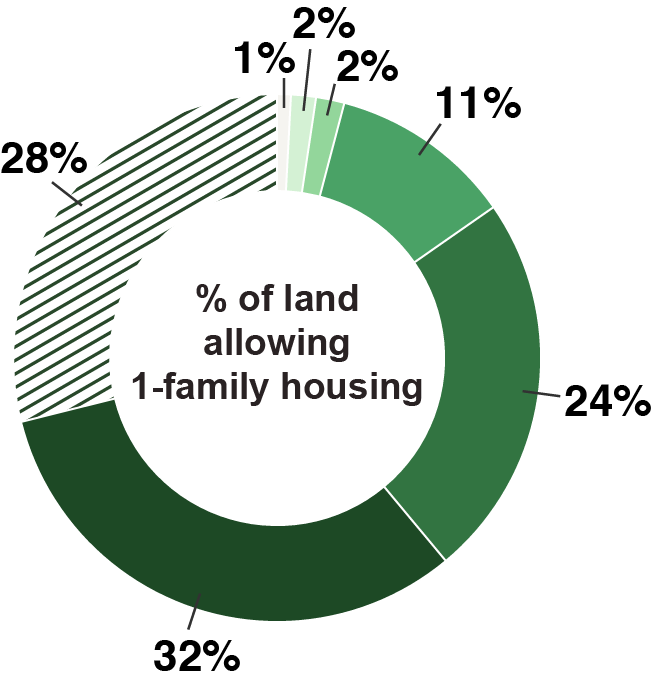 2%
1%
2%
11%
28%
% of land
allowing
1-family housing
24%
32%